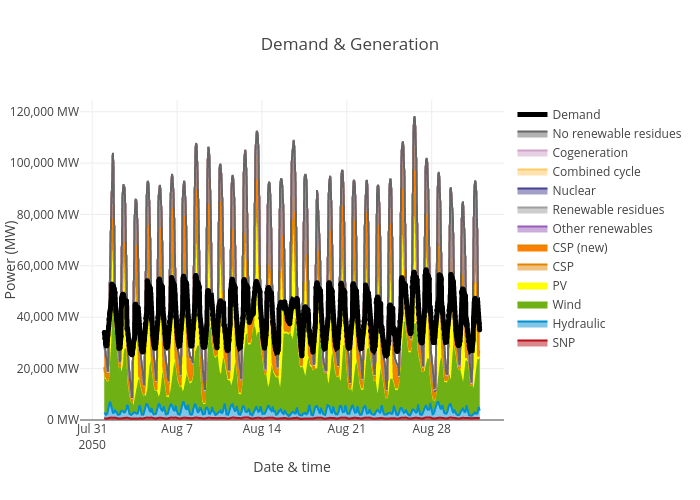 Demand & Generation
120,000 MW
100,000 MW
80,000 MW
60,000 MW
40,000 MW
20,000 MW
0 MW
Power (MW)
Jul 31
2050
Aug 7
Aug 14
Aug 21
Aug 28
Date & time
Demand
No renewable residues
Cogeneration
Combined cycle
Nuclear
Renewable residues
Other renewables
CSP (new)
CSP
PV
Wind
Hydraulic
SNP